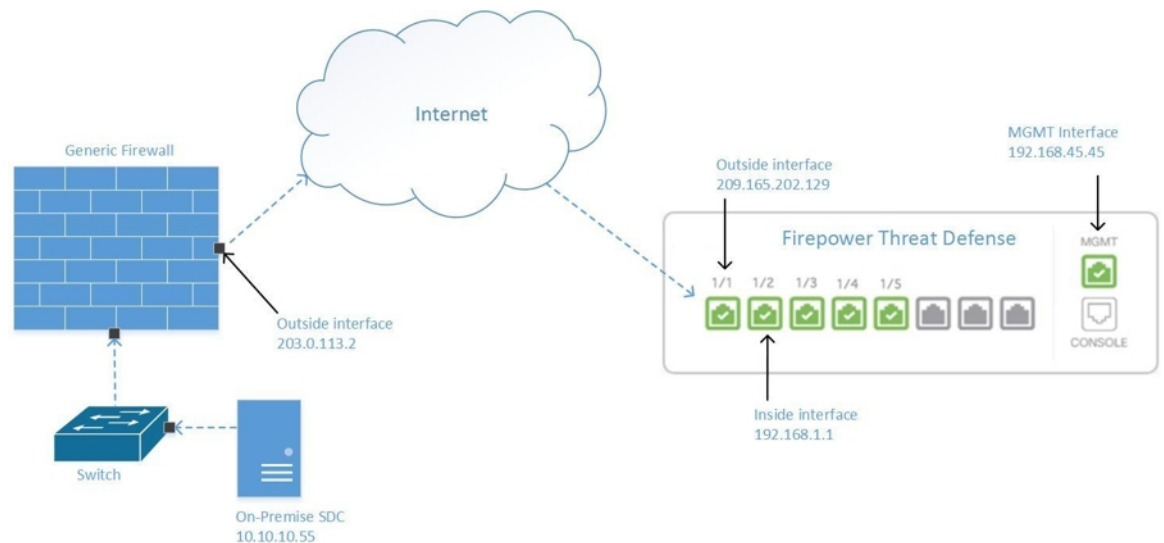 Internet
Generic Firewall
Outside interface
203.0.113.2
Switch
On-Premise SDC
10.10.10.55
MGMT Interface
192.168.45.45
Outside interface
209.165.202.129
Firepower Threat Defense
MGMT
1/1 1/2 1/3 1/4 1/5
CONSOLE
Inside interface
192.168.1.1